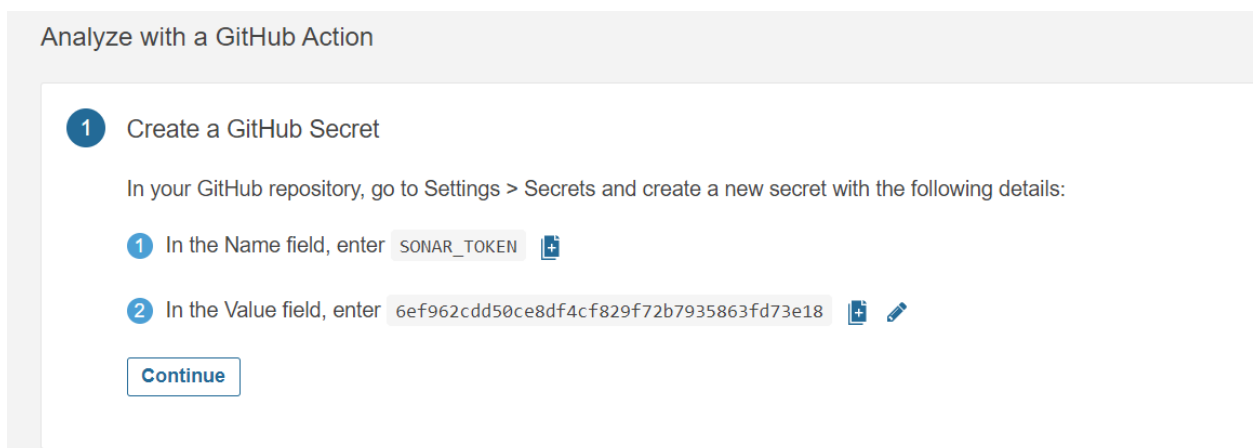 Analyze with a GitHub Action
1 Create a GitHub Secret
In your GitHub repository, go to Settings > Secrets and create a new secret with the following details:
1 In the Name field, enter SONAR_TOKEN
2 In the Value field, enter 6ef962cdd50ce8df4cf829f72b7935863fd73e18
Continue